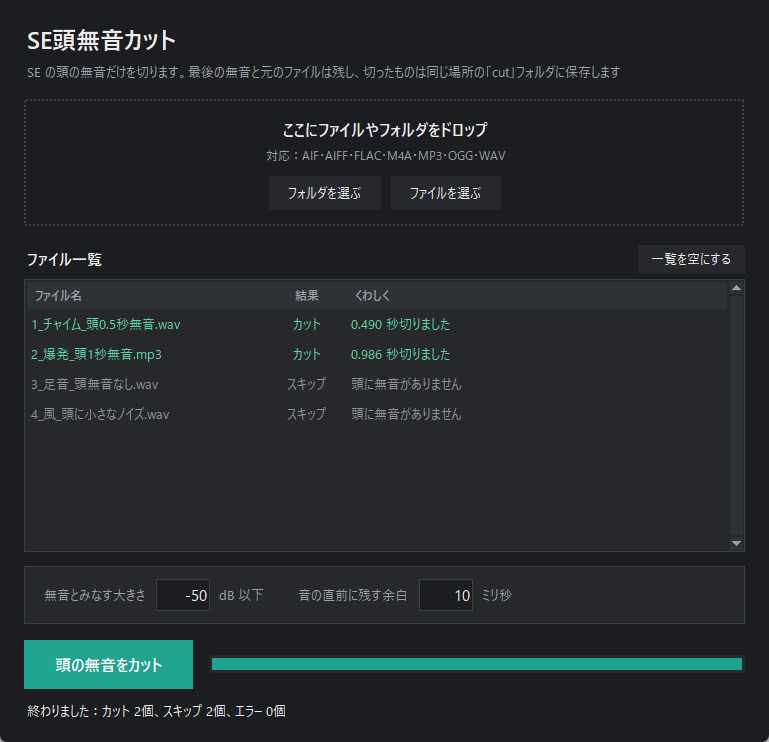 SE頭無音カット
SE の頭の無音だけを切ります。最後の無音と元のファイルは残し、切ったものは同じ場所の「cut」フォルダに保存します
ここにファイルやフォルダをドロップ
対応：AIF・AIFF・FLAC・M4A・MP3・OGG・WAV
フォルダを選ぶ ファイルを選ぶ
ファイル一覧 一覧を空にする
ファイル名 結果 くわしく
1_チャイム_頭0.5秒無音.wav カット 0.490 秒切りました
2_爆発_頭1秒無音.mp3 カット 0.986 秒切りました
3_足音_頭無音なし.wav スキップ 頭に無音がありません
4_風_頭に小さなノイズ.wav スキップ 頭に無音がありません
無音とみなす大きさ -50 dB 以下 音の直前に残す余白 10 ミリ秒
頭の無音をカット
終わりました：カット 2個、スキップ 2個、エラー 0個